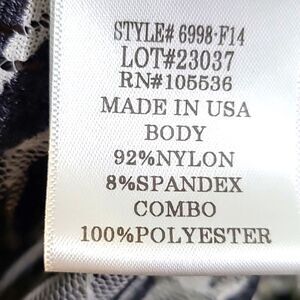 STYLE# 6998-F14
LOT#23037
RN#105536
MADE IN USA
BODY
92%NYLON
8%SPANDEX
COMBO
100%POLYESTER